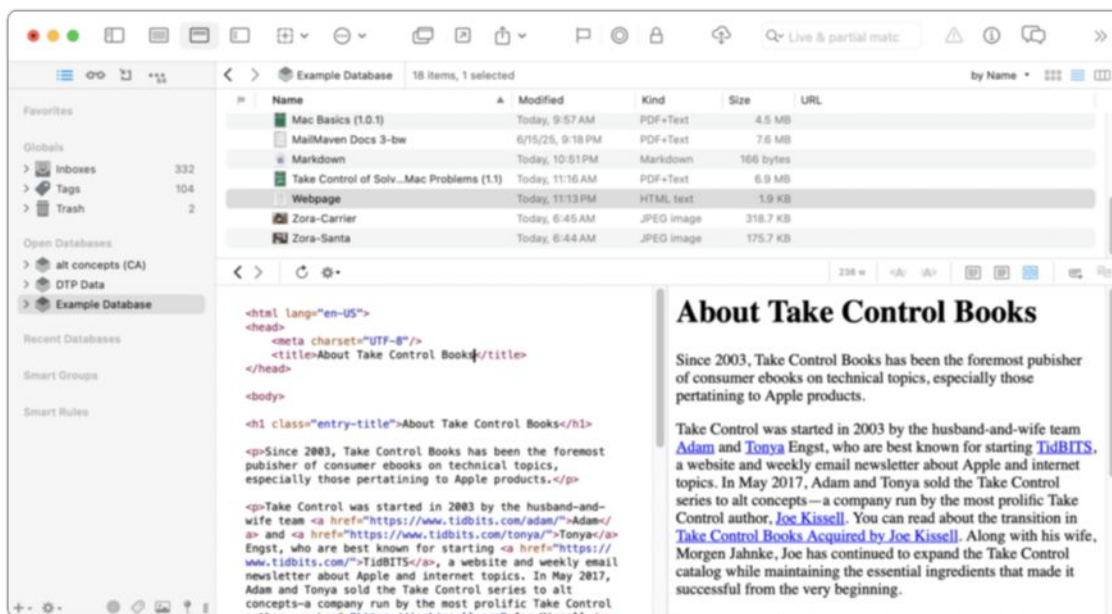 Live & partial matc
Example Database 18 items, 1 selected by Name
Favorites
Globals
Inboxes 332
Tags 104
Trash 2
Open Databases
alt concepts (CA)
DTP Data
Example Database
Recent Databases
Smart Groups
Smart Rules
Name Modified Kind Size URL
Mac Basics (1.0.1) Today, 9:57 AM PDF+Text 4.5 MB
MailMaven Docs 3-bw 6/15/25, 9:18 PM PDF+Text 7.6 MB
Markdown Today, 10:51 PM Markdown 166 bytes
Take Control of Solv...Mac Problems (1.1) Today, 11:16 AM PDF+Text 6.9 MB
Webpage Today, 11:13 PM HTML text 1.9 KB
Zora-Carrier Today, 6:45 AM JPEG image 318.7 KB
Zora-Santa Today, 6:44 AM JPEG image 175.7 KB
238 w
<html lang="en-US">
<head>
<meta charset="UTF-8"/>
<title>About Take Control Books</title>
</head>
<body>
<h1 class="entry-title">About Take Control Books</h1>
<p>Since 2003, Take Control Books has been the foremost
pubisher of consumer ebooks on technical topics,
especially those pertatining to Apple products.</p>
<p>Take Control was started in 2003 by the husband-and-
wife team <a href="https://www.tidbits.com/adam/">Adam</
a> and <a href="https://www.tidbits.com/tonya/">Tonya</a>
Engst, who are best known for starting <a href="https://
www.tidbits.com/">TidBITS</a>, a website and weekly email
newsletter about Apple and internet topics. In May 2017,
Adam and Tonya sold the Take Control series to alt
concepts—a company run by the most prolific Take Control
About Take Control Books
Since 2003, Take Control Books has been the foremost pubisher
of consumer ebooks on technical topics, especially those
pertatining to Apple products.
Take Control was started in 2003 by the husband-and-wife team
Adam and Tonya Engst, who are best known for starting TidBITS,
a website and weekly email newsletter about Apple and internet
topics. In May 2017, Adam and Tonya sold the Take Control
series to alt concepts—a company run by the most prolific Take
Control author, Joe Kissell. You can read about the transition in
Take Control Books Acquired by Joe Kissell. Along with his wife,
Morgen Jahnke, Joe has continued to expand the Take Control
catalog while maintaining the essential ingredients that made it
successful from the very beginning.